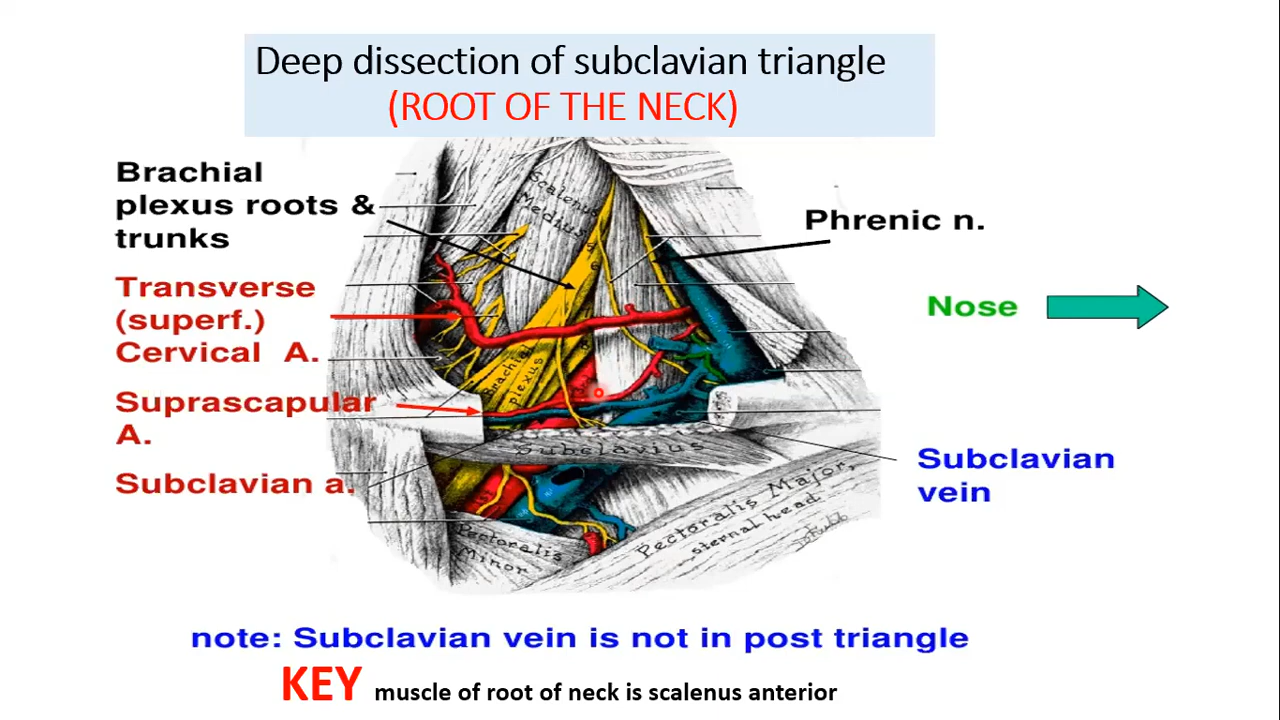 Deep dissection of subclavian triangle
(ROOT OF THE NECK)
Brachial
plexus roots &
trunks
Transverse
(superf.)
Cervical A.
Suprascapular
A.
Subclavian a.
Scalenus
Medius
5
6
Brachial
plexus
Subclavius
Pectoralis Major,
sternal head
Pectoralis
Minor
Phrenic n.
Nose
Subclavian
vein
note: Subclavian vein is not in post triangle
KEY muscle of root of neck is scalenus anterior